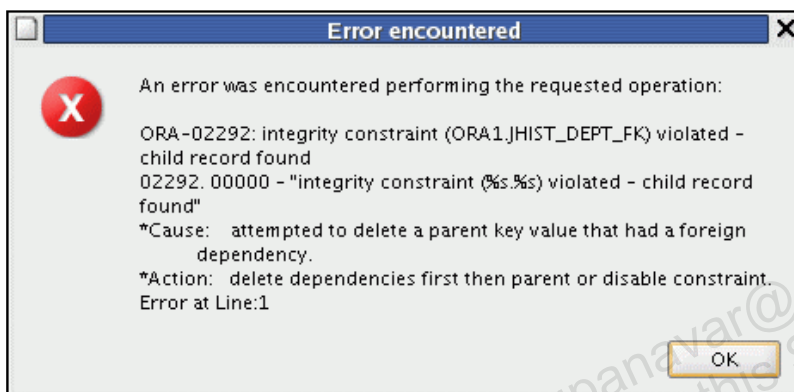 Error encountered
An error was encountered performing the requested operation:
ORA-02292: integrity constraint (ORA1.JHIST_DEPT_FK) violated -
child record found
02292. 00000 - "integrity constraint (%s.%s) violated - child record
found"
*Cause: attempted to delete a parent key value that had a foreign
dependency.
*Action: delete dependencies first then parent or disable constraint.
Error at Line:1
panavar@
this
OK